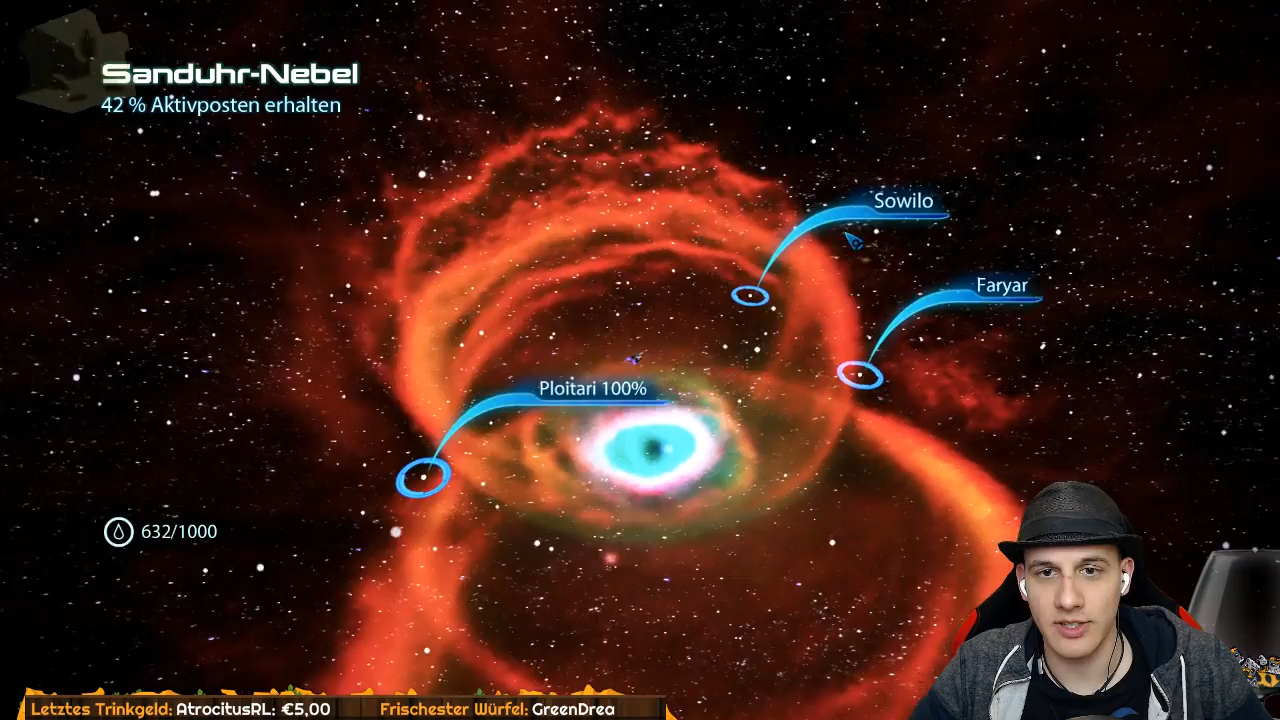 Sanduhr-Nebel
42 % Aktivposten erhalten
Sowilo
Faryar
Ploitari 100%
632/1000
Letztes Trinkgeld: AtrocitusRL: €5,00
Frischester Würfel: GreenDrea